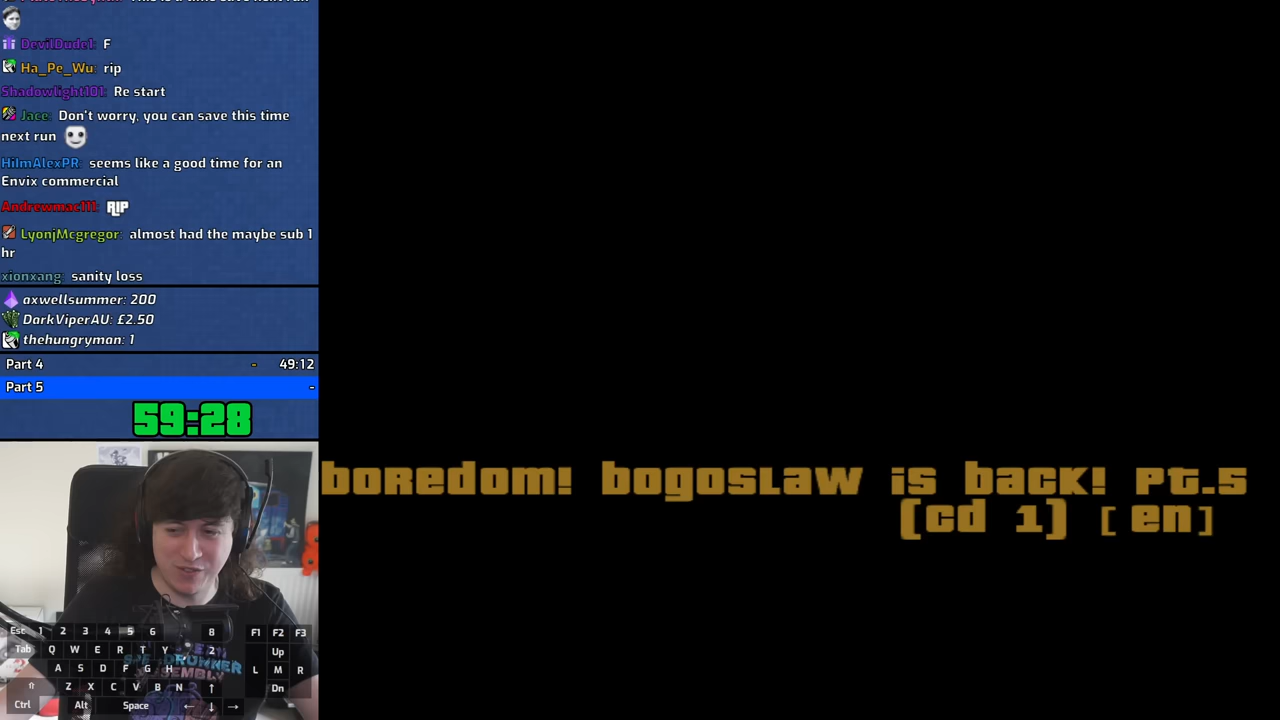 DevilDude1: F
Ha_Pe_Wu: rip
Shadowlight101: Re start
Jace: Don't worry, you can save this time
next run
HilmAlexPR: seems like a good time for an
Envix commercial
Andrewmac111: RIP
LyonjMcgregor: almost had the maybe sub 1
hr
xionxang: sanity loss
axwellsummer: 200
DarkViperAU: £2.50
thehungryman: 1
Part 4 - 49:12
Part 5 -
59:28
boredom! bogoslaw is back! Pt.5
(cd 1) [en]
Esc 1 2 3 4 5 6 8 F1 F2 F3
Tab Q W E R T Y 2 Up
A S D F G H L M R
⇧ Z X C V B N ↑ Dn
Ctrl Alt Space ← ↓ →